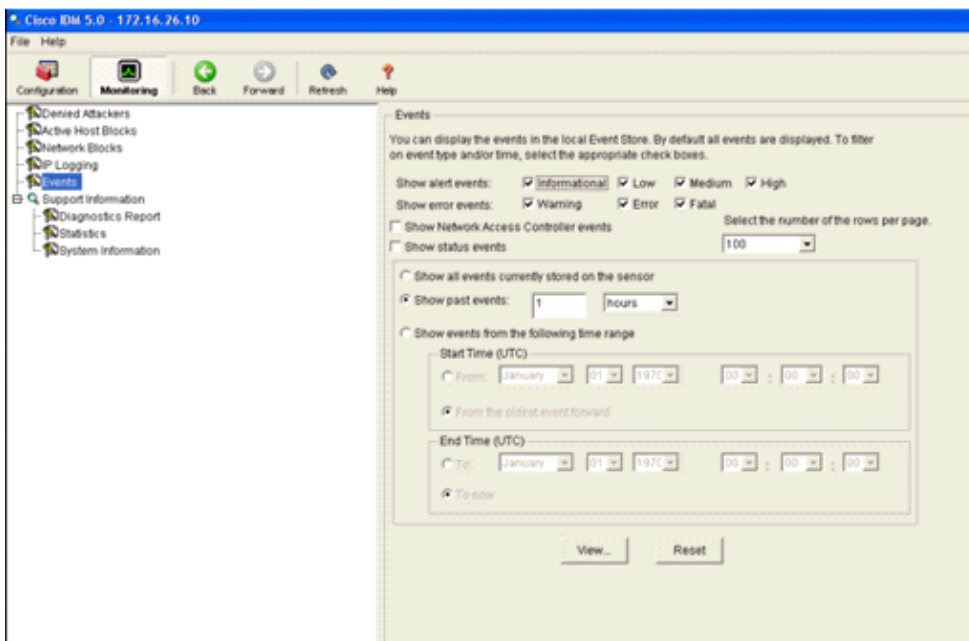 Cisco IDM 5.0 - 172.16.26.10
File Help
Configuration Monitoring Back Forward Refresh Help
Denied Attackers
Active Host Blocks
Network Blocks
IP Logging
Events
Support Information
Diagnostics Report
Statistics
System Information
Events
You can display the events in the local Event Store. By default all events are displayed. To filter
on event type and/or time, select the appropriate check boxes.
Show alert events: Informational Low Medium High
Show error events: Warning Error Fatal
Select the number of the rows per page.
Show Network Access Controller events
100
Show status events
Show all events currently stored on the sensor
Show past events: 1 hours
Show events from the following time range
Start Time (UTC)
From: January 01 1970 00 : 00 : 00
From the oldest event forward
End Time (UTC)
To: January 01 1970 00 : 00 : 00
To now
View... Reset